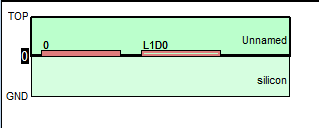 TOP
Unnamed
0 L1D0
0
silicon
GND